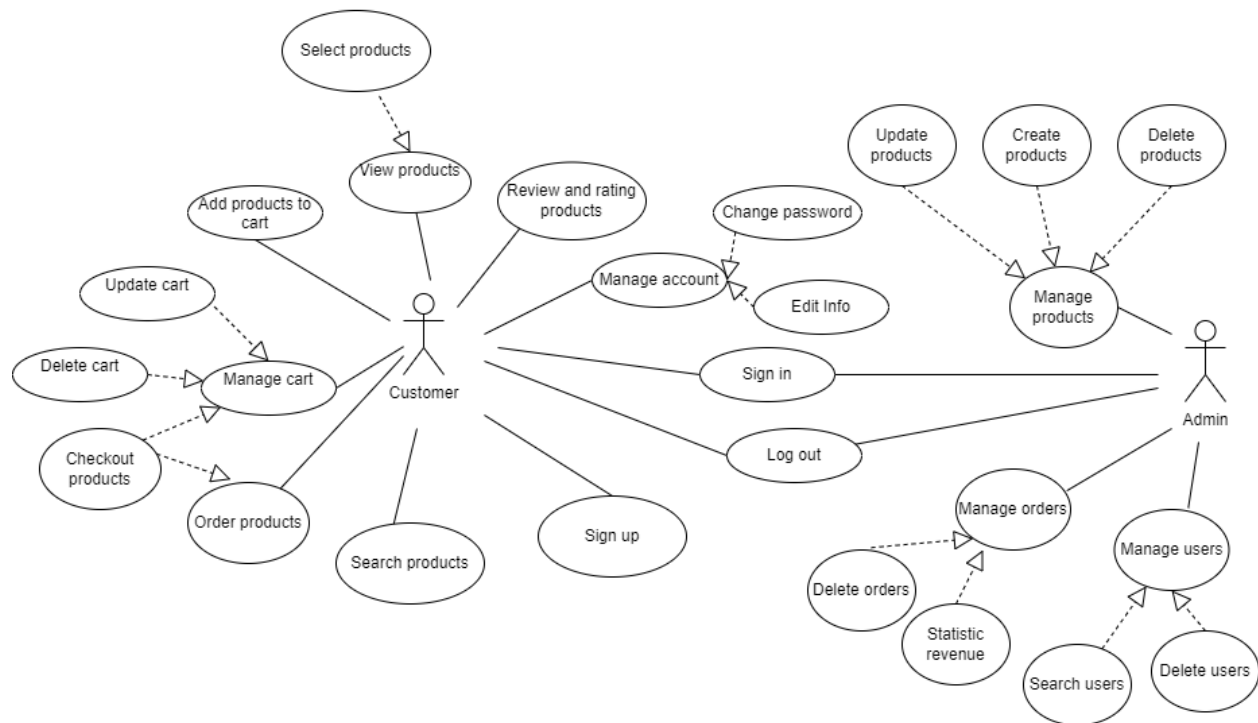 Select products
Update
products
Create
products
Delete
products
View products
Review and rating
products
Add products to
cart
Change password
Update cart
Manage account
Edit Info
Manage
products
Delete cart
Manage cart
Customer
Sign in
Admin
Checkout
products
Log out
Order products
Manage orders
Search products
Sign up
Manage users
Delete orders
Statistic
revenue
Search users
Delete users